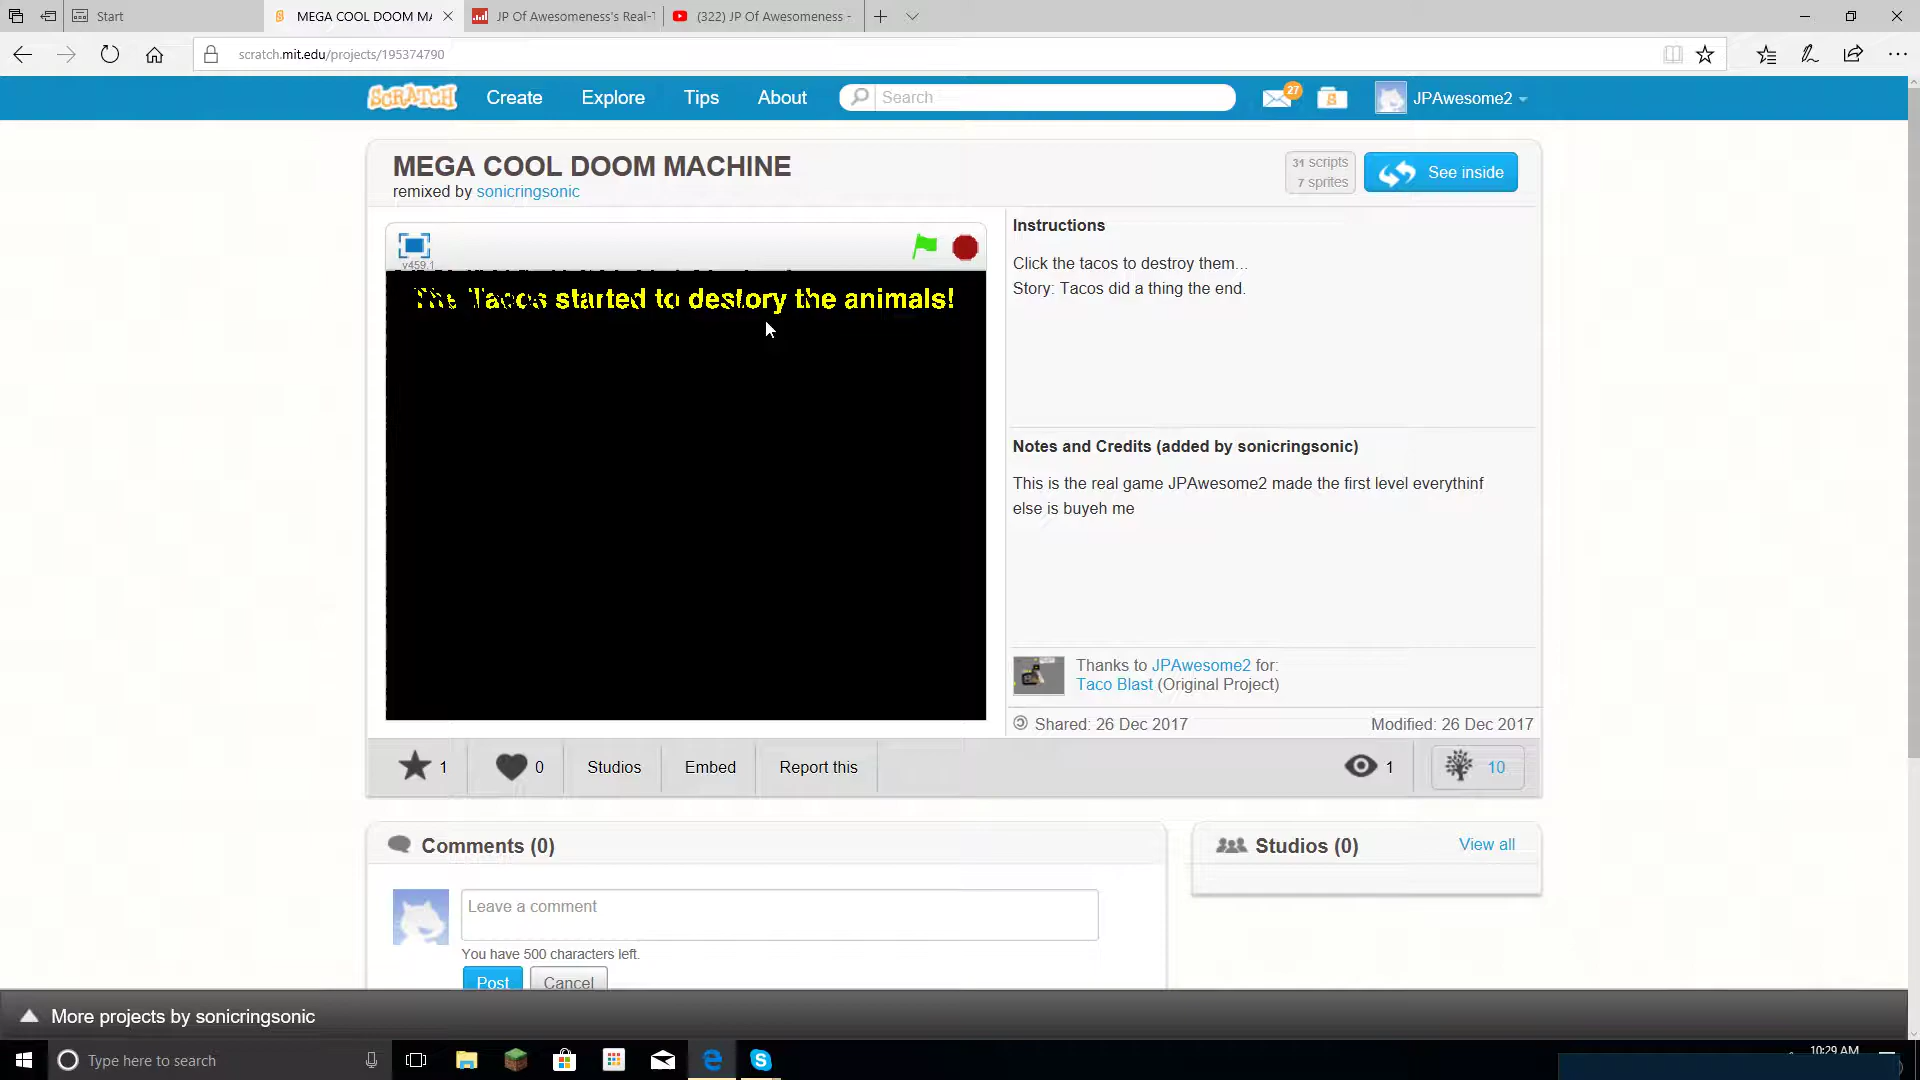 Start
MEGA COOL DOOM MA
JP Of Awesomeness's Real-T
(322) JP Of Awesomeness -
scratch.mit.edu/projects/195374790
SCRATCH
Create
Explore
Tips
About
Search
27
JPAwesome2
MEGA COOL DOOM MACHINE
remixed by sonicringsonic
31 scripts
7 sprites
See inside
v459.1
The Tacos started to destory the animals!
Instructions
Click the tacos to destroy them...
Story: Tacos did a thing the end.
Notes and Credits (added by sonicringsonic)
This is the real game JPAwesome2 made the first level everythinf
else is buyeh me
Thanks to JPAwesome2 for:
Taco Blast (Original Project)
Shared: 26 Dec 2017
Modified: 26 Dec 2017
1
0
Studios
Embed
Report this
1
10
Comments (0)
Studios (0)
View all
Leave a comment
You have 500 characters left.
Post
Cancel
More projects by sonicringsonic
Type here to search
10:29 AM